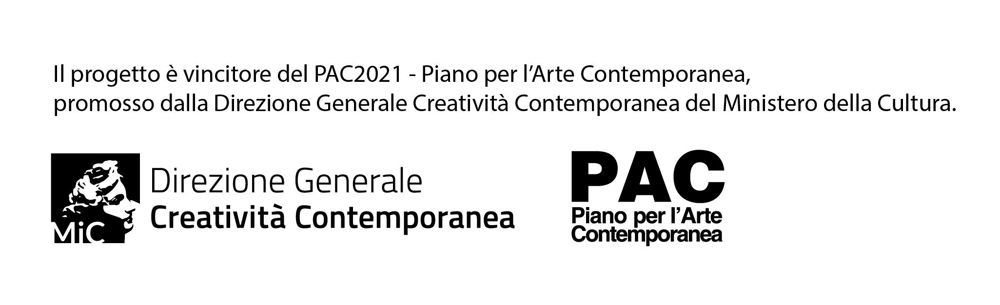 Il progetto è vincitore del PAC2021 - Piano per l’Arte Contemporanea,
promosso dalla Direzione Generale Creatività Contemporanea del Ministero della Cultura.
MiC
Direzione Generale
Creatività Contemporanea
PAC
Piano per l’Arte
Contemporanea